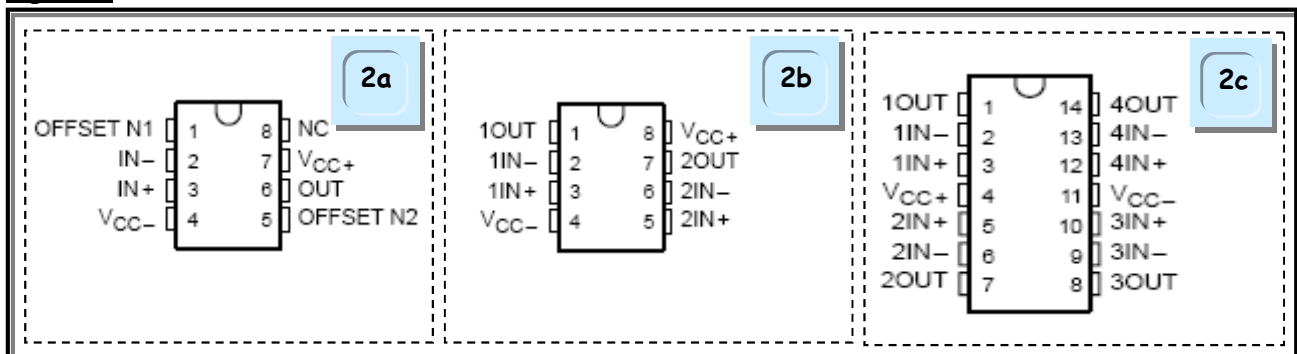 2a
OFFSET N1 1 8 NC
IN− 2 7 VCC+
IN+ 3 6 OUT
VCC− 4 5 OFFSET N2
2b
1OUT 1 8 VCC+
1IN− 2 7 2OUT
1IN+ 3 6 2IN−
VCC− 4 5 2IN+
2c
1OUT 1 14 4OUT
1IN− 2 13 4IN−
1IN+ 3 12 4IN+
VCC+ 4 11 VCC−
2IN+ 5 10 3IN+
2IN− 6 9 3IN−
2OUT 7 8 3OUT